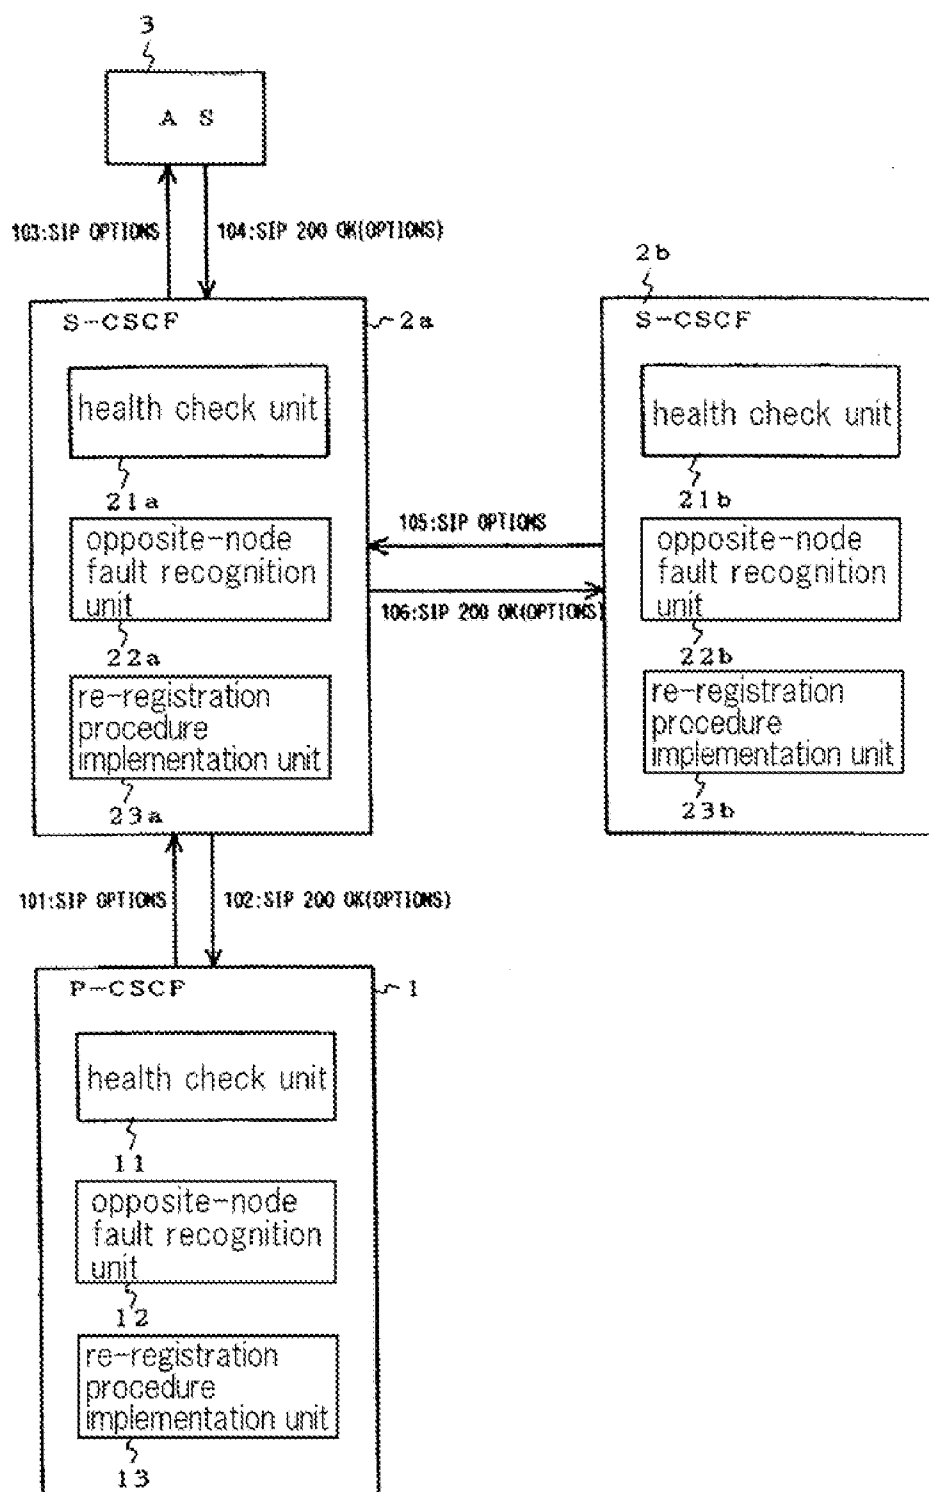 3
A S
103:SIP OPTIONS
104:SIP 200 OK(OPTIONS)
2b
S-CSCF
2a
S-CSCF
health check unit
21a
health check unit
21b
opposite-node
fault recognition
unit
22a
105:SIP OPTIONS
106:SIP 200 OK(OPTIONS)
opposite-node
fault recognition
unit
22b
re-registration
procedure
implementation unit
23a
re-registration
procedure
implementation unit
23b
101:SIP OPTIONS
102:SIP 200 OK(OPTIONS)
P-CSCF
1
health check unit
11
opposite-node
fault recognition
unit
12
re-registration
procedure
implementation unit
13